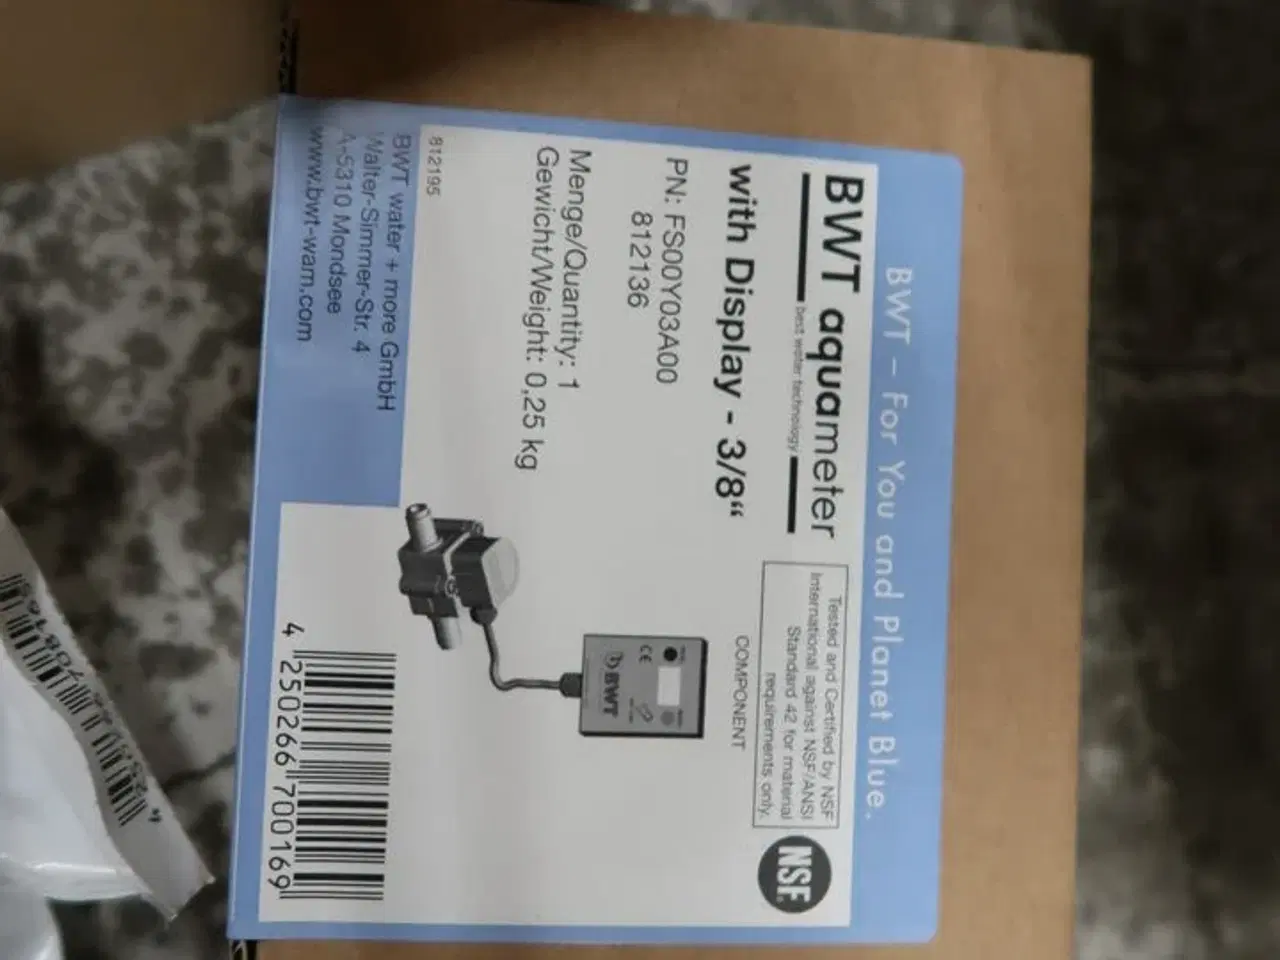 BWT – For You and Planet Blue.
BWT aquameter
best water technology
with Display - 3/8“
PN: FS00Y03A00
812136
Menge/Quantity: 1
Gewicht/Weight: 0,25 kg
Tested and Certified by NSF
International against NSF/ANSI
Standard 42 for material
requirements only.
NSF.
COMPONENT
CE
BWT
812195
BWT water + more GmbH
Walter-Simmer-Str. 4
A-5310 Mondsee
www.bwt-wam.com
4 250266 700169